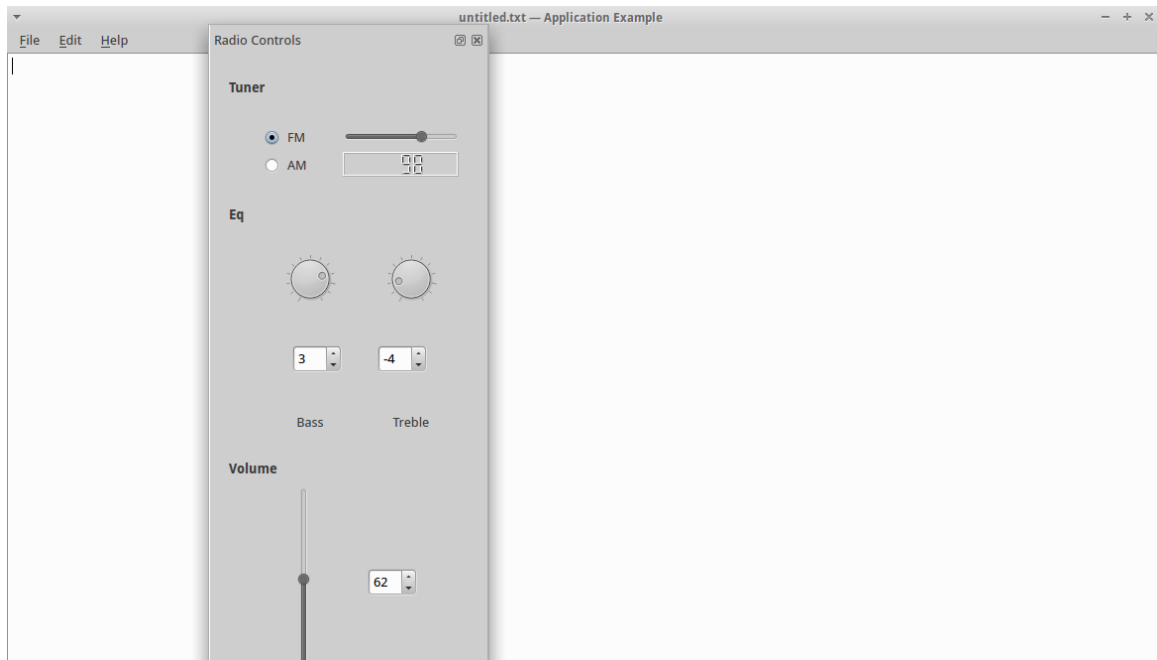 untitled.txt — Application Example
File Edit Help
Radio Controls
Tuner
FM
AM
98
Eq
3 -4
Bass Treble
Volume
62